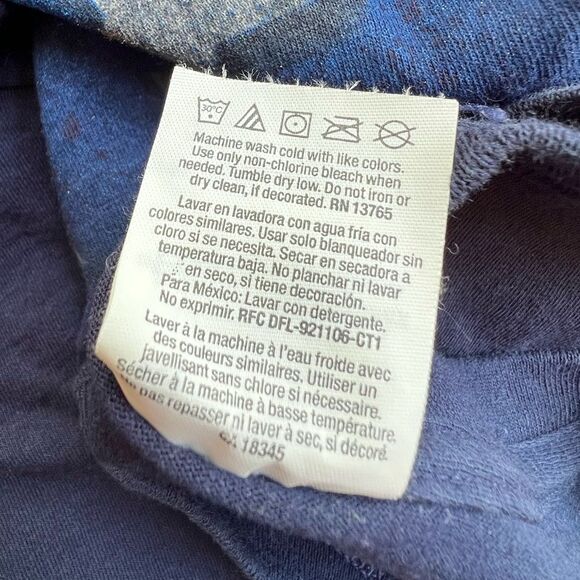 30°C
Machine wash cold with like colors.
Use only non-chlorine bleach when
needed. Tumble dry low. Do not iron or
dry clean, if decorated. RN 13765
Lavar en lavadora con agua fría con
colores similares. Usar solo blanqueador sin
cloro si se necesita. Secar en secadora a
temperatura baja. No planchar ni lavar
en seco, si tiene decoración.
Para México: Lavar con detergente.
No exprimir. RFC DFL-921106-CT1
Laver à la machine à l'eau froide avec
des couleurs similaires. Utiliser un
javellisant sans chlore si nécessaire.
Sécher à la machine à basse température.
pas repasser ni laver à sec, si décoré.
CA 18345